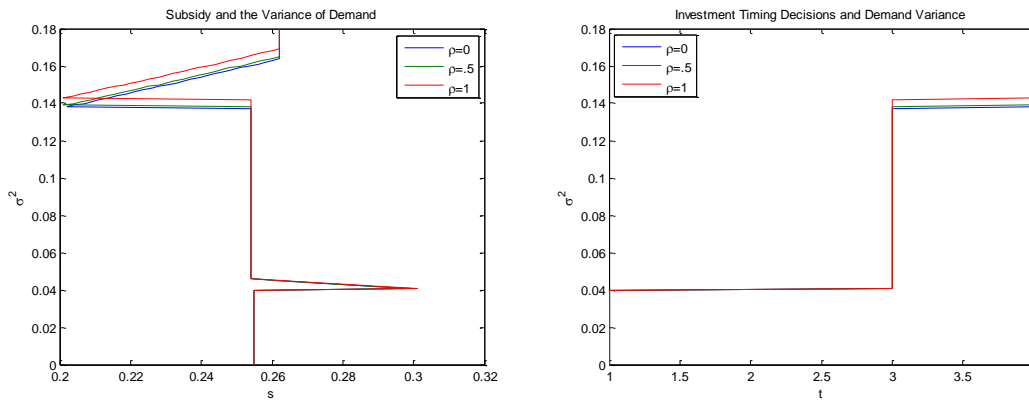 Subsidy and the Variance of Demand
0.18
0.16
0.14
0.12
0.1
0.08
0.06
0.04
0.02
0
σ²
0.2
0.22
0.24
0.26
0.28
0.3
0.32
s
ρ=0
ρ=.5
ρ=1
Investment Timing Decisions and Demand Variance
0.18
0.16
0.14
0.12
0.1
0.08
0.06
0.04
0.02
0
σ²
1
1.5
2
2.5
3
3.5
t
ρ=0
ρ=.5
ρ=1